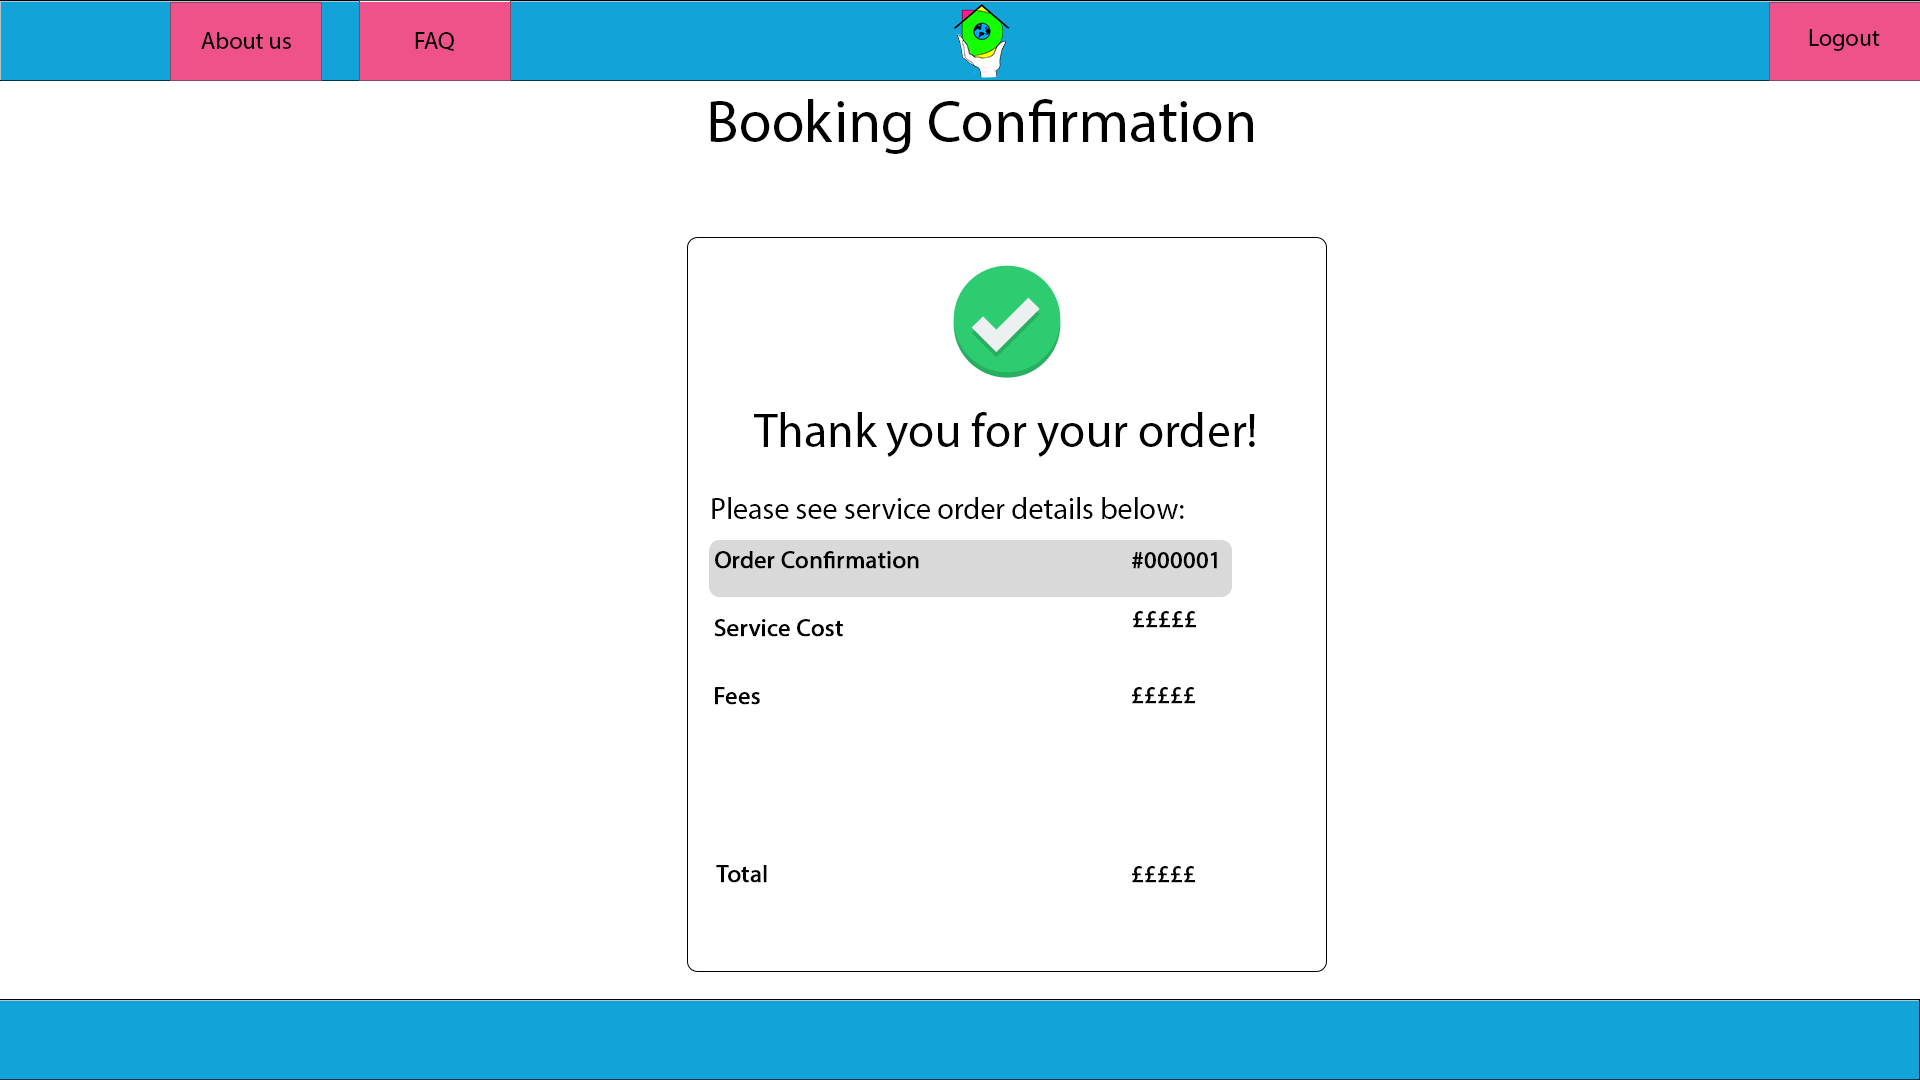 About us
FAQ
Logout
Booking Confirmation
Thank you for your order!
Please see service order details below:
Order Confirmation #000001
Service Cost £££££
Fees £££££
Total £££££